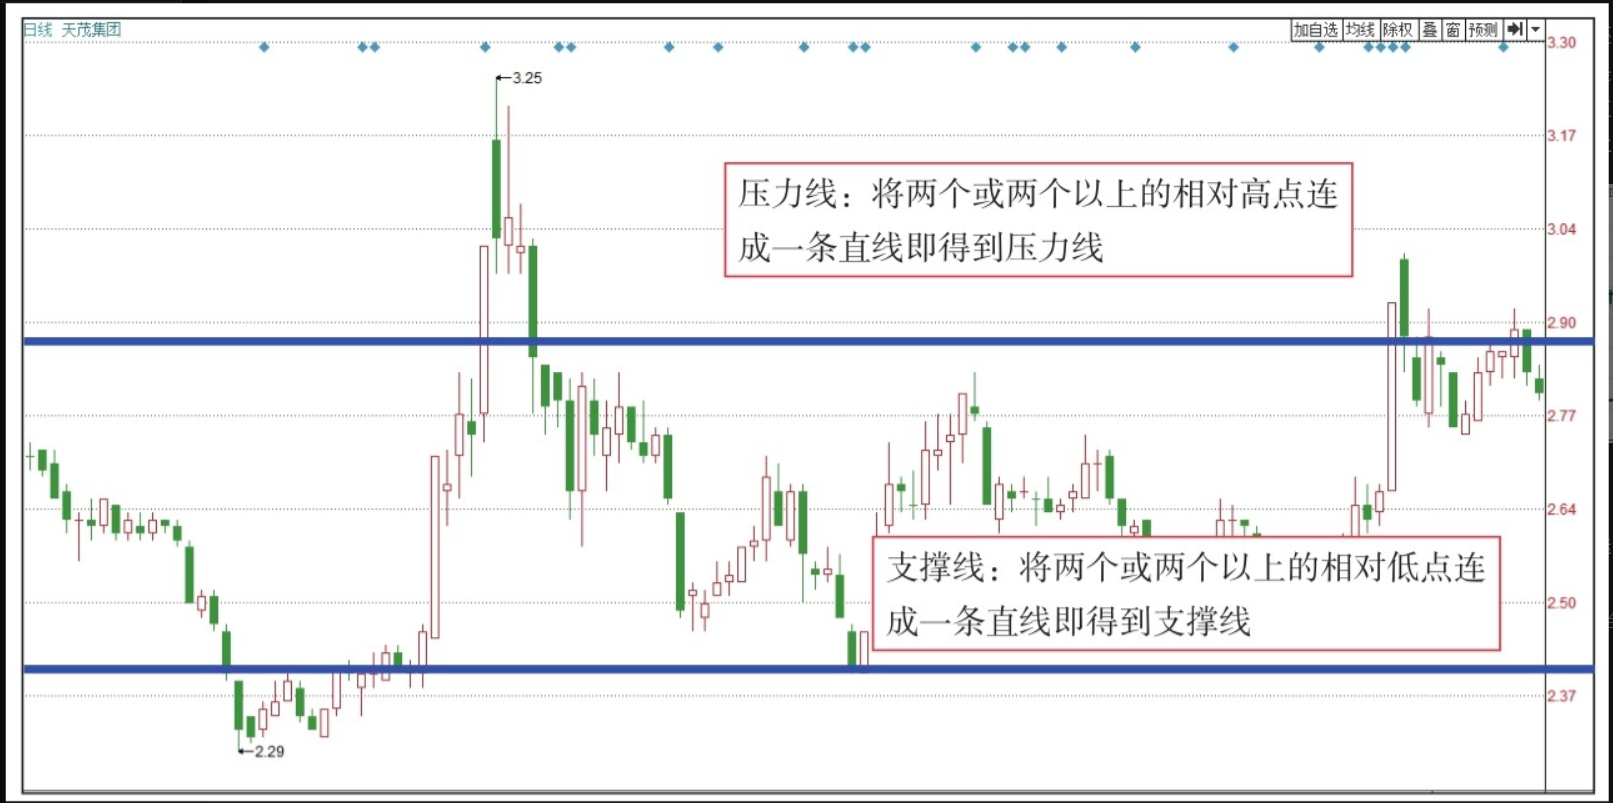 日线 天茂集团
加自选 均线 除权 叠 窗 预测
3.30
3.25
3.17
压力线：将两个或两个以上的相对高点连
成一条直线即得到压力线
3.04
2.90
2.77
2.64
支撑线：将两个或两个以上的相对低点连
成一条直线即得到支撑线
2.50
2.37
2.29